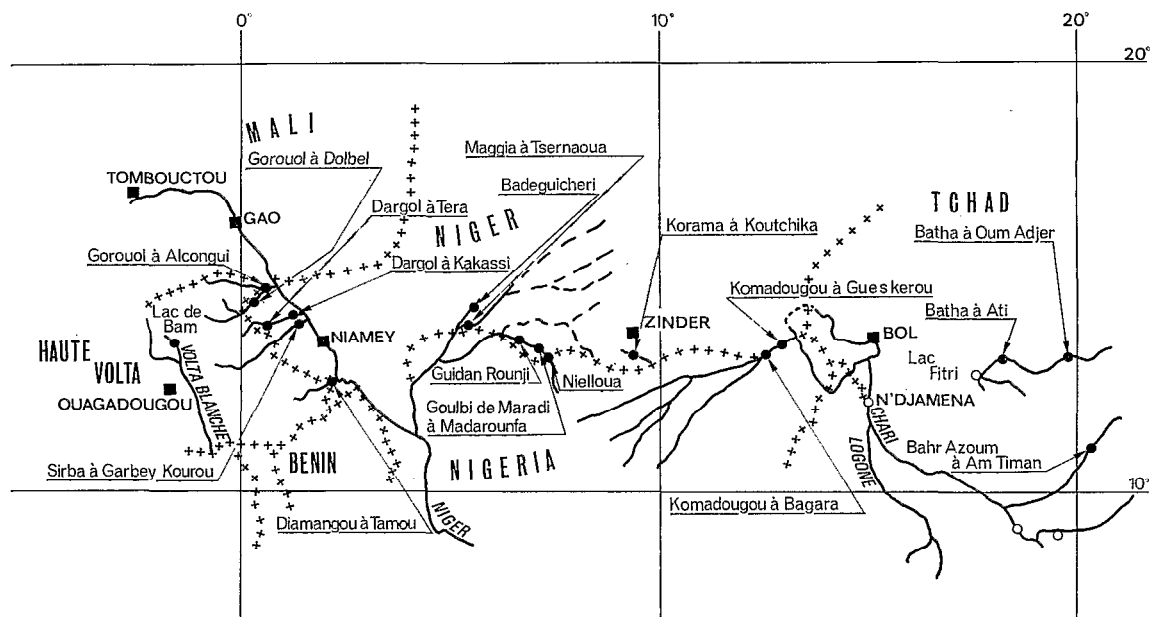 0°
10°
20°
20°
MALI
Gorouol à Dolbel
Maggia à Tsernaoua
Badeguicheri
TOMBOUCTOU
GAO
Dargol à Tera
NIGER
TCHAD
Korama à Koutchika
Batha à Oum Adjer
Gorouol à Alcongui
Dargol à Kakassi
Komadougou à Gueskerou
Lac de
Bam
ZINDER
Batha à Ati
NIAMEY
BOL
HAUTE
VOLTA
VOLTA BLANCHE
Lac
Fitri
OUAGADOUGOU
Guidan Rounji
Nielloua
Goulbi de Maradi
à Madarounfa
N'DJAMENA
CHARI
LOGONE
Bahr Azoum
à Am Timan
Sirba à Garbey Kourou
BENIN
NIGERIA
10°
Komadougou à Bagara
Diamangou à Tamou
NIGER